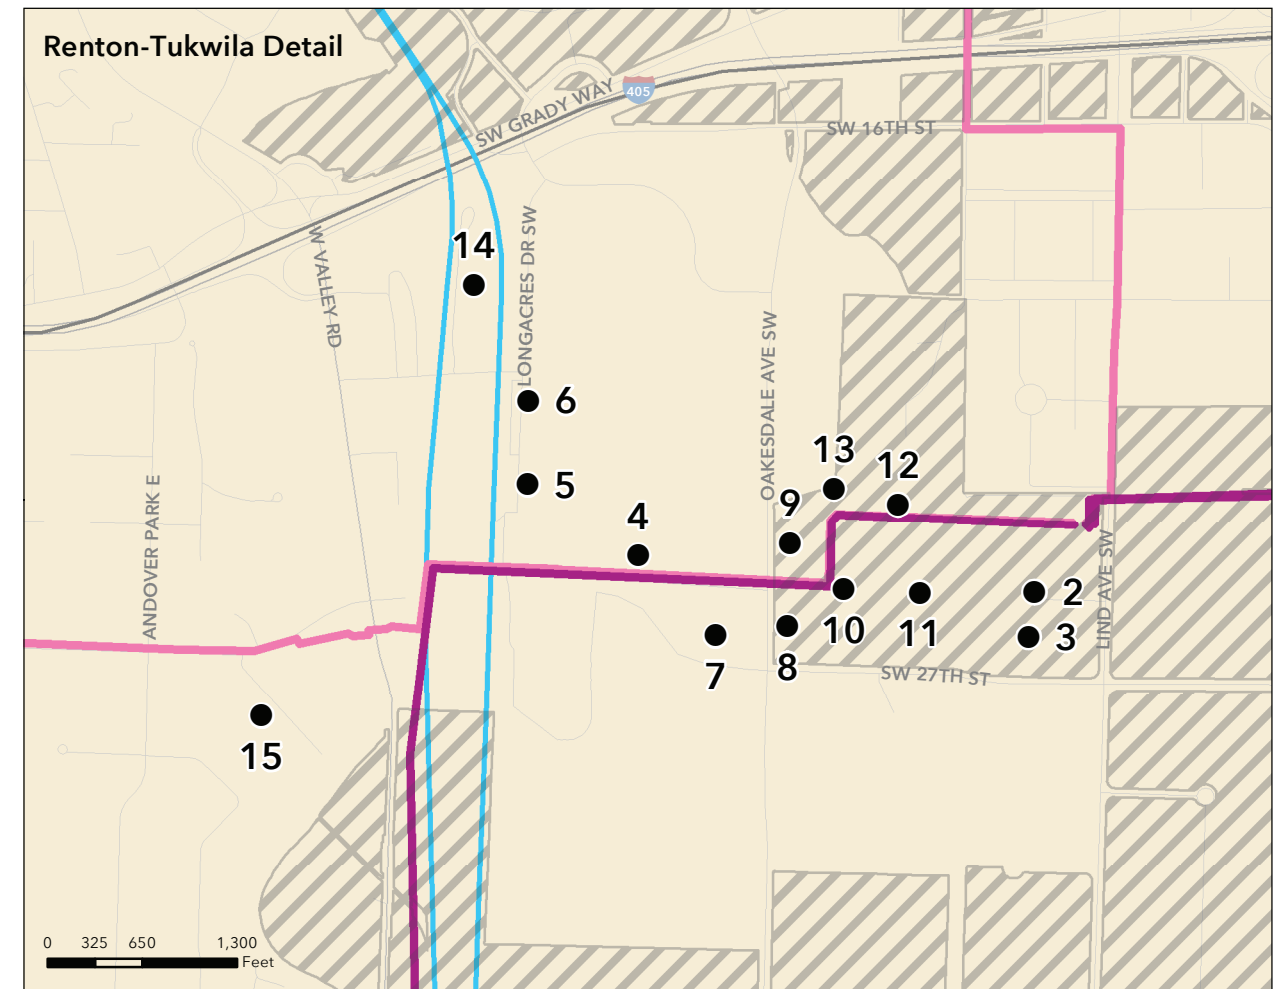 Renton-Tukwila Detail
405
SW GRADY WAY
SW 16TH ST
W VALLEY RD
14
LONGACRES DR SW
6
OAKESDALE AVE SW
13
12
5
9
4
ANDOVER PARK E
LIND AVE SW
2
10
11
3
7
8
SW 27TH ST
15
0 325 650 1,300
Feet